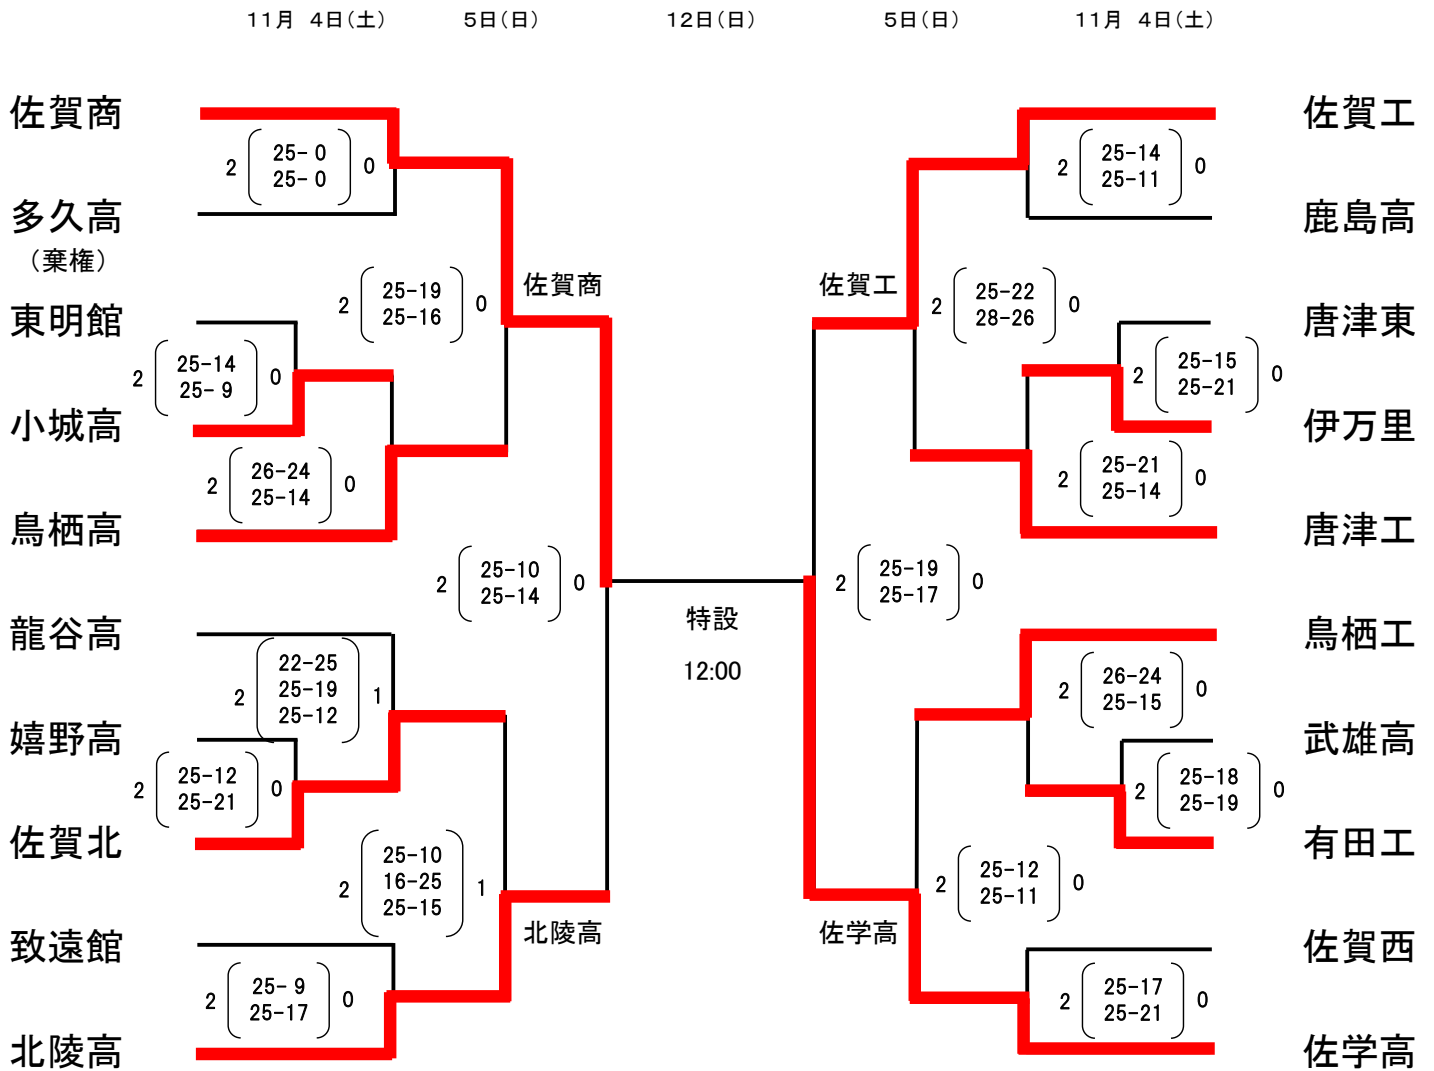 11月　4日（土）　5日（日）　12日（日）　5日（日）　11月　4日（土）
佐賀商
2 25- 0 0
25- 0
多久高
（棄権）
2 25-19 0
25-16
佐賀商
東明館
2 25-14 0
25- 9
小城高
2 26-24 0
25-14
鳥栖高
2 25-10 0
25-14
龍谷高
22-25
2 25-19 1
25-12
嬉野高
2 25-12 0
25-21
佐賀北
25-10
2 16-25 1
25-15
北陵高
致遠館
2 25- 9 0
25-17
北陵高
特設
12:00
佐賀工
2 25-14 0
25-11
鹿島高
佐賀工
2 25-22 0
28-26
唐津東
2 25-15 0
25-21
伊万里
2 25-21 0
25-14
唐津工
2 25-19 0
25-17
鳥栖工
2 26-24 0
25-15
武雄高
2 25-18 0
25-19
有田工
2 25-12 0
25-11
佐学高
佐賀西
2 25-17 0
25-21
佐学高